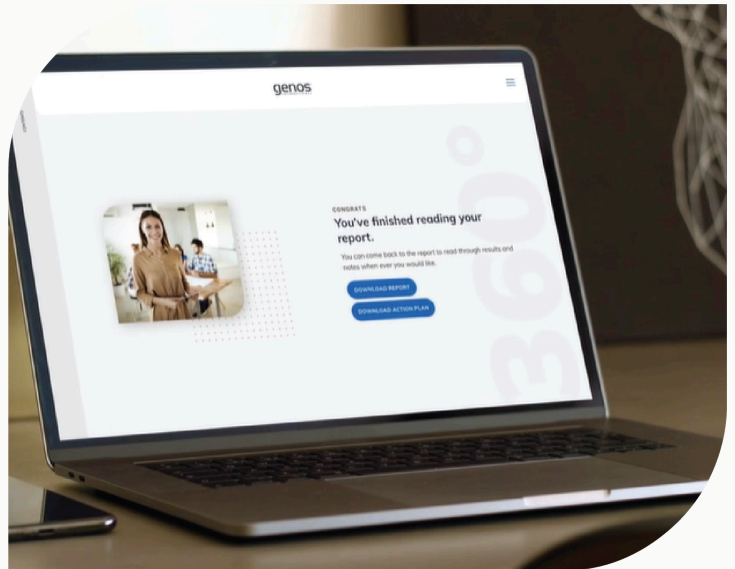 genos
CONGRATS
You've finished reading your
report.
You can come back to the report to read through results and
notes when ever you would like.
DOWNLOAD REPORT
DOWNLOAD ACTION PLAN
360°